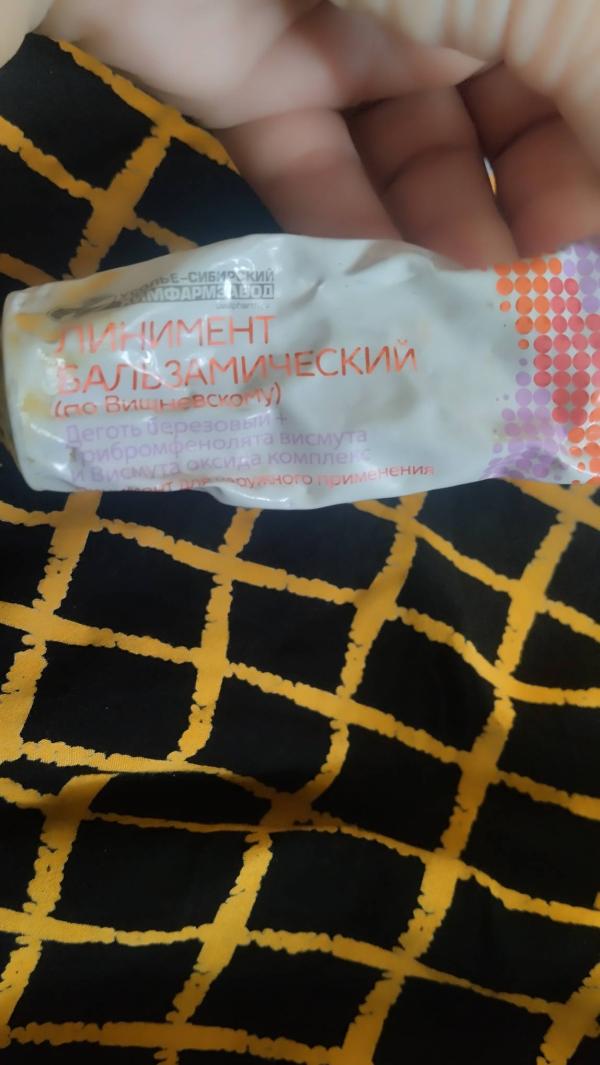 СИБИРСКИЙ
ХИМФАРМЗАВОД
ЛИНИМЕНТ
БАЛЬЗАМИЧЕСКИЙ
(по Вишневскому)
Деготь березовый +
трибромфенолята висмута
и Висмута оксида комплекс
для наружного применения